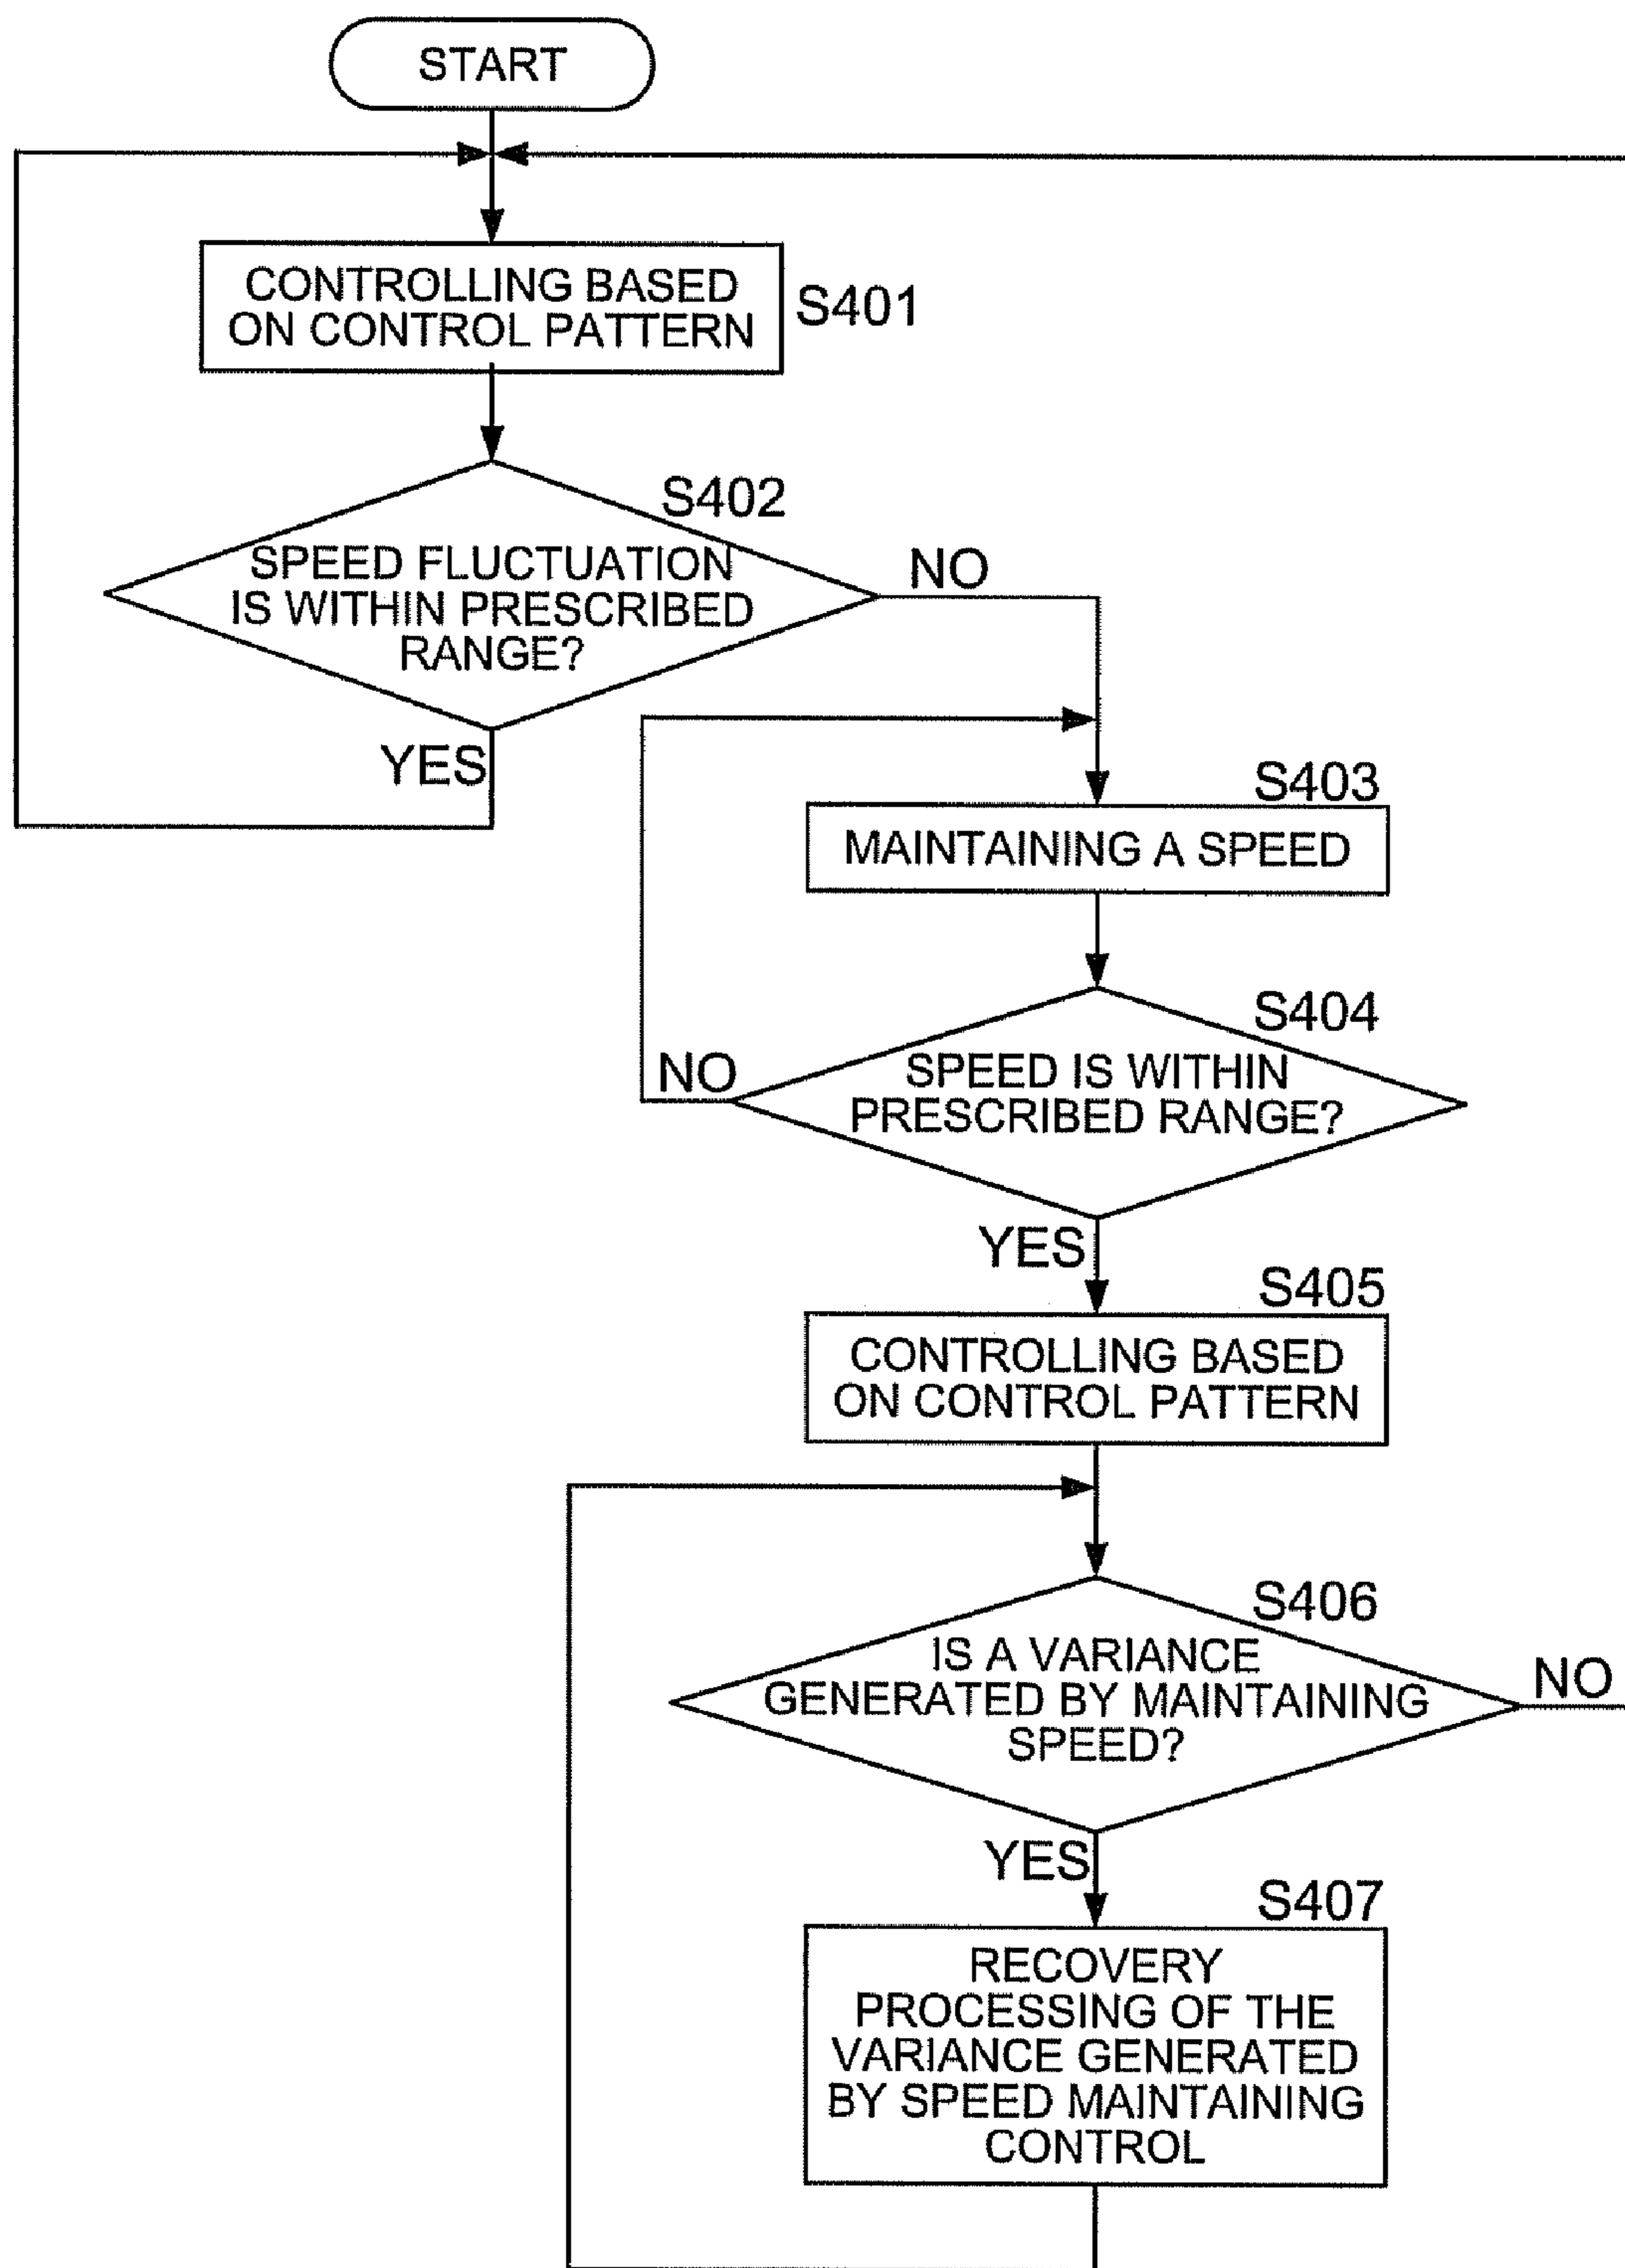 START
CONTROLLING BASED
ON CONTROL PATTERN
S401
S402
SPEED FLUCTUATION
IS WITHIN PRESCRIBED
RANGE?
NO
YES
S403
MAINTAINING A SPEED
S404
SPEED IS WITHIN
PRESCRIBED RANGE?
NO
YES
S405
CONTROLLING BASED
ON CONTROL PATTERN
S406
IS A VARIANCE
GENERATED BY MAINTAINING
SPEED?
NO
YES
S407
RECOVERY
PROCESSING OF THE
VARIANCE GENERATED
BY SPEED MAINTAINING
CONTROL